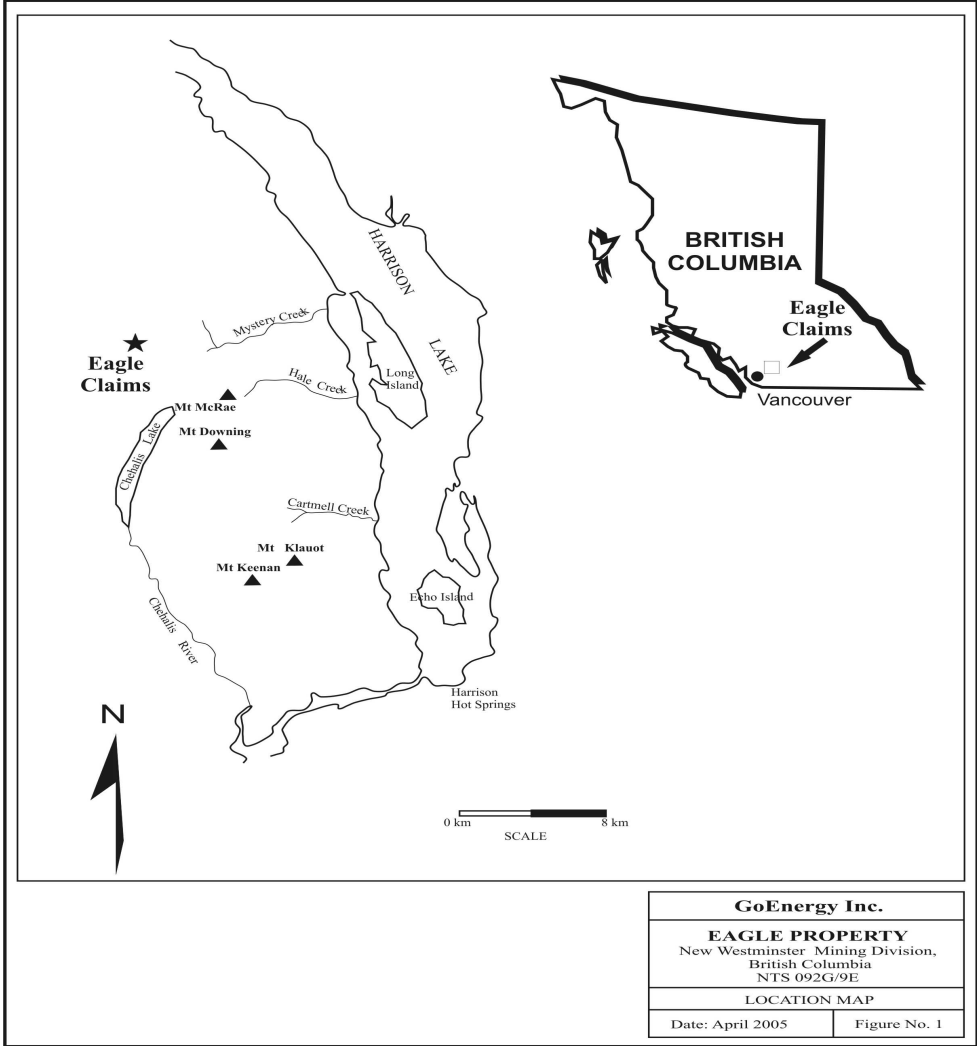 HARRISON
LAKE
BRITISH
COLUMBIA
Eagle
Claims
Vancouver
Mystery Creek
Eagle
Claims
Long
Island
Hale Creek
Mt McRae
Mt Downing
Chehalis Lake
Cartmell Creek
Mt Klauot
Mt Keenan
Echo Island
Chehalis River
Harrison
Hot Springs
N
0 km
8 km
SCALE
GoEnergy Inc.
EAGLE PROPERTY
New Westminster Mining Division,
British Columbia
NTS 092G/9E
LOCATION MAP
Date: April 2005
Figure No. 1